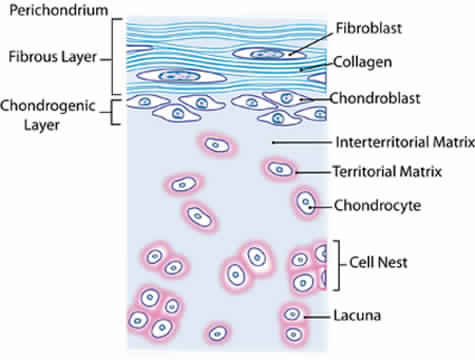 Perichondrium
Fibrous Layer
Chondrogenic
Layer
Fibroblast
Collagen
Chondroblast
Interterritorial Matrix
Territorial Matrix
Chondrocyte
Cell Nest
Lacuna